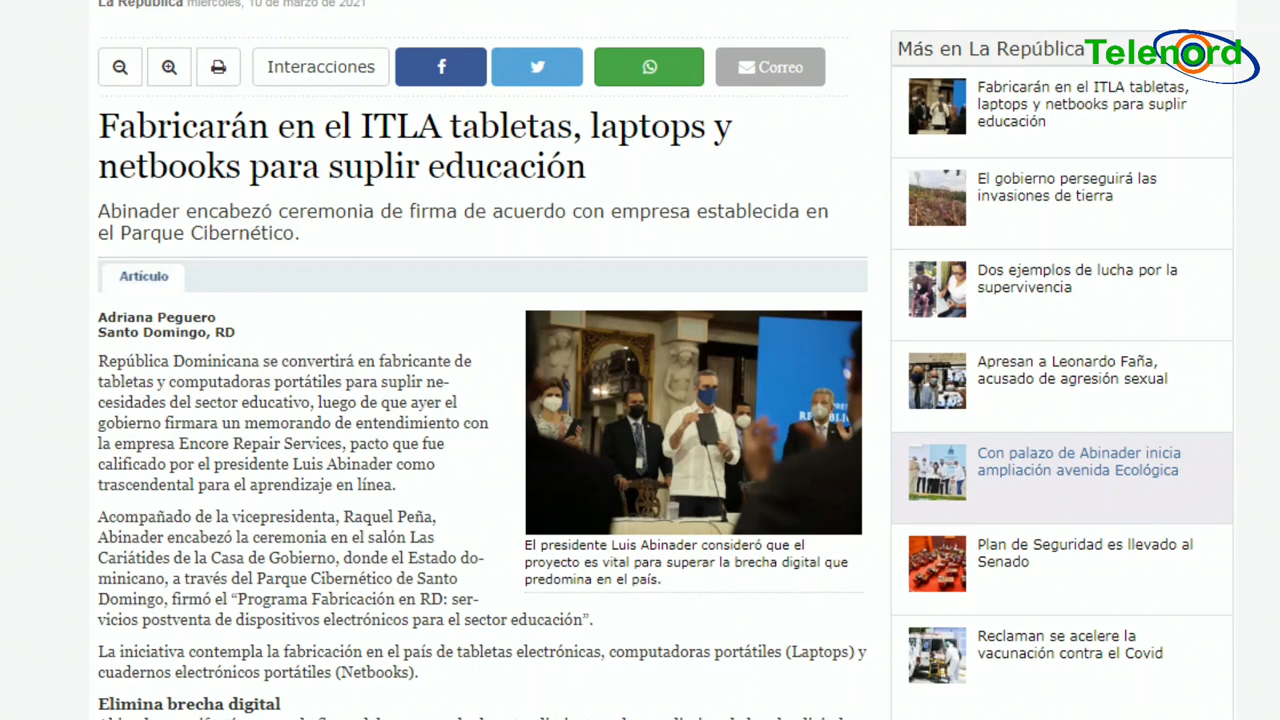 La República miércoles, 10 de marzo de 2021
Interacciones
Correo
Fabricarán en el ITLA tabletas, laptops y
netbooks para suplir educación
Abinader encabezó ceremonia de firma de acuerdo con empresa establecida en
el Parque Cibernético.
Artículo
Adriana Peguero
Santo Domingo, RD
República Dominicana se convertirá en fabricante de
tabletas y computadoras portátiles para suplir ne-
cesidades del sector educativo, luego de que ayer el
gobierno firmara un memorando de entendimiento con
la empresa Encore Repair Services, pacto que fue
calificado por el presidente Luis Abinader como
trascendental para el aprendizaje en línea.
Acompañado de la vicepresidenta, Raquel Peña,
Abinader encabezó la ceremonia en el salón Las
Cariátides de la Casa de Gobierno, donde el Estado do-
minicano, a través del Parque Cibernético de Santo
Domingo, firmó el “Programa Fabricación en RD: ser-
vicios postventa de dispositivos electrónicos para el sector educación”.
La iniciativa contempla la fabricación en el país de tabletas electrónicas, computadoras portátiles (Laptops) y
cuadernos electrónicos portátiles (Netbooks).
Elimina brecha digital
El presidente Luis Abinader consideró que el
proyecto es vital para superar la brecha digital que
predomina en el país.
Más en La República
Telenord
Fabricarán en el ITLA tabletas,
laptops y netbooks para suplir
educación
El gobierno perseguirá las
invasiones de tierra
Dos ejemplos de lucha por la
supervivencia
Apresan a Leonardo Faña,
acusado de agresión sexual
Con palazo de Abinader inicia
ampliación avenida Ecológica
Plan de Seguridad es llevado al
Senado
Reclaman se acelere la
vacunación contra el Covid